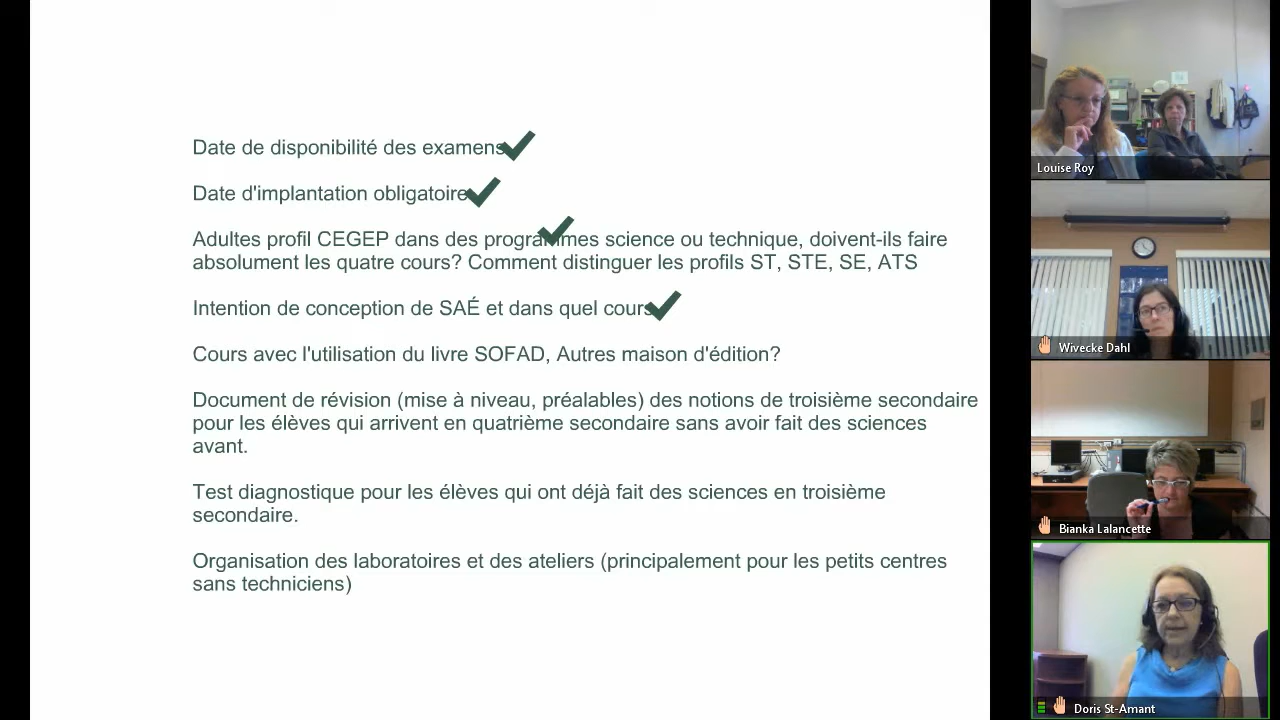 Date de disponibilité des examens
Date d'implantation obligatoire
Adultes profil CEGEP dans des programmes science ou technique, doivent-ils faire
absolument les quatre cours? Comment distinguer les profils ST, STE, SE, ATS
Intention de conception de SAÉ et dans quel cours
Cours avec l'utilisation du livre SOFAD, Autres maison d'édition?
Document de révision (mise à niveau, préalables) des notions de troisième secondaire
pour les élèves qui arrivent en quatrième secondaire sans avoir fait des sciences
avant.
Test diagnostique pour les élèves qui ont déjà fait des sciences en troisième
secondaire.
Organisation des laboratoires et des ateliers (principalement pour les petits centres
sans techniciens)
Louise Roy
Wivecke Dahl
Bianka Lalancette
Doris St-Amant